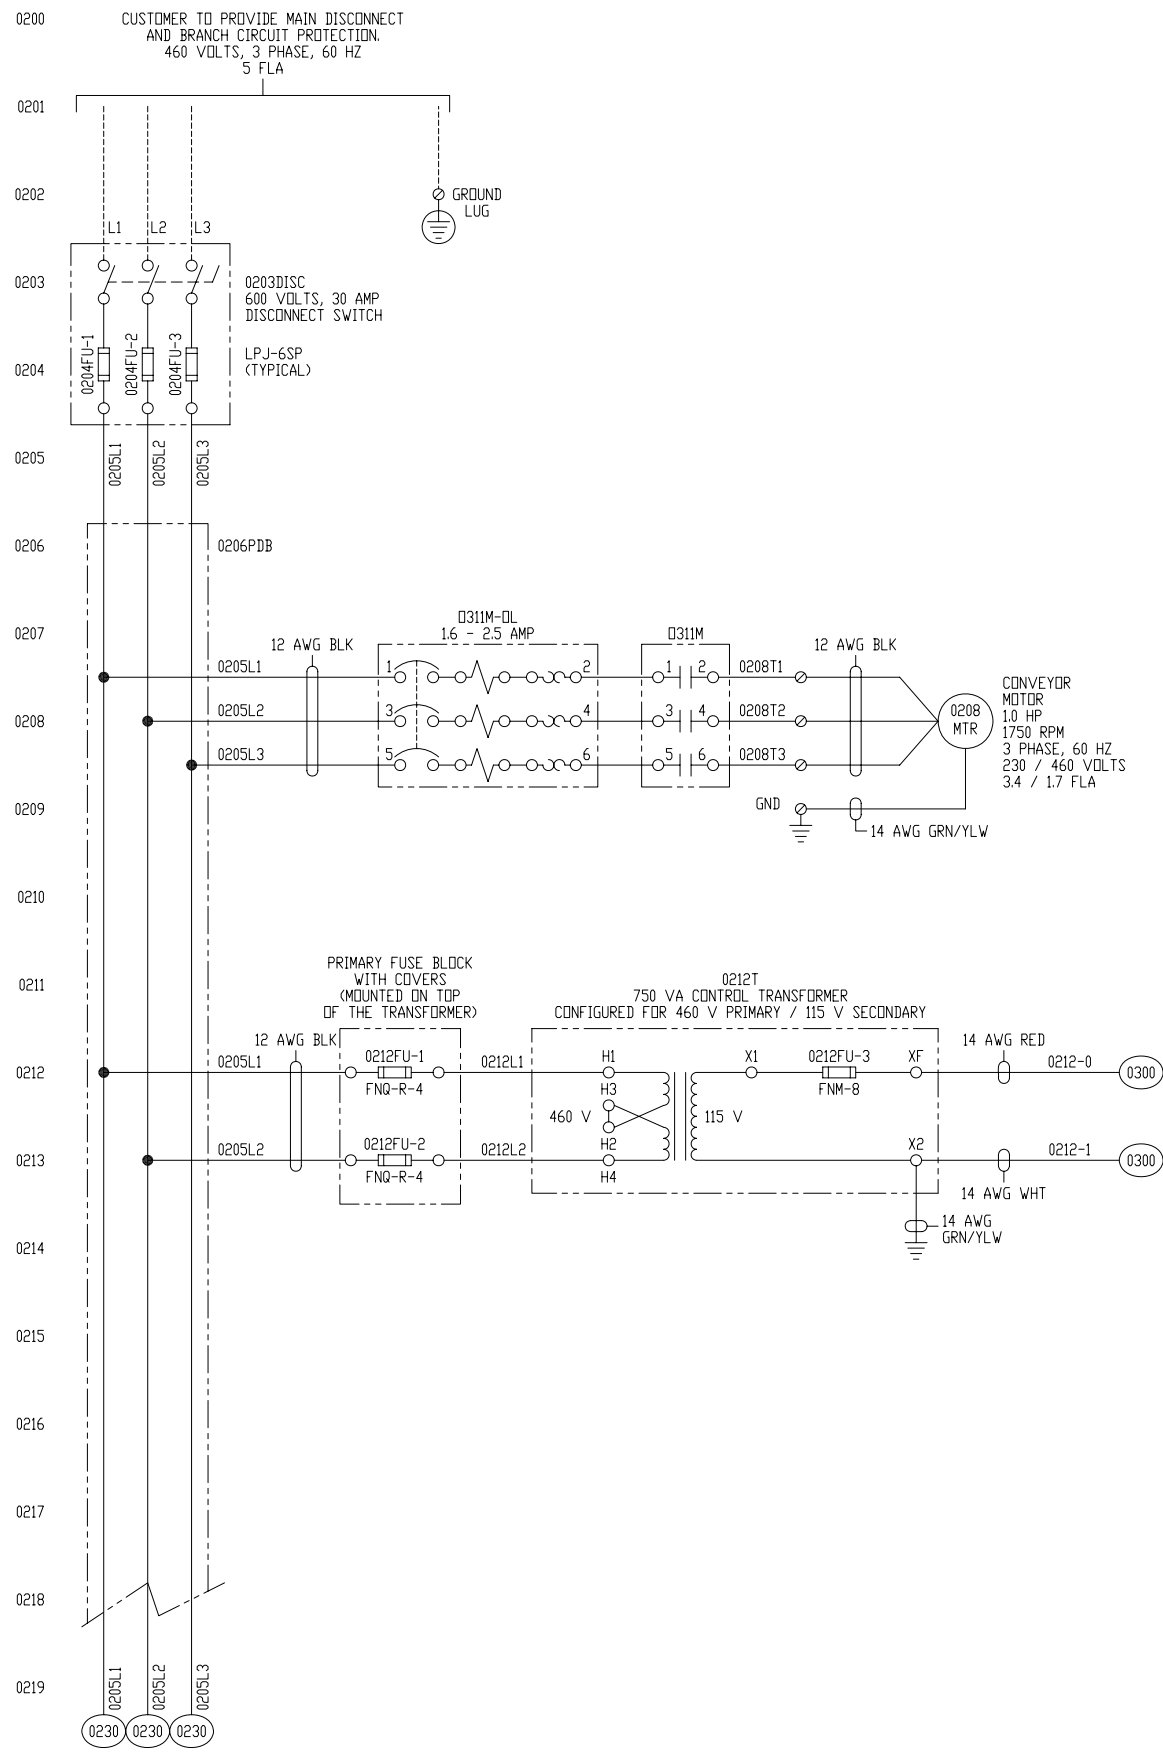 0200
CUSTOMER TO PROVIDE MAIN DISCONNECT
AND BRANCH CIRCUIT PROTECTION.
460 VOLTS, 3 PHASE, 60 HZ
5 FLA
0201
0202
GROUND
LUG
L1 L2 L3
0203
0203DISC
600 VOLTS, 30 AMP
DISCONNECT SWITCH
0204
0204FU-1
0204FU-2
0204FU-3
LPJ-6SP
(TYPICAL)
0205
0205L1
0205L2
0205L3
0206
0206PDB
0207
0311M-OL
1.6 - 2.5 AMP
0311M
12 AWG BLK
12 AWG BLK
0205L1 1 2 1 2 0208T1
0208
0205L2 3 4 3 4 0208T2
0205L3 5 6 5 6 0208T3
0208
MTR
CONVEYOR
MOTOR
1.0 HP
1750 RPM
3 PHASE, 60 HZ
230 / 460 VOLTS
3.4 / 1.7 FLA
0209
GND
14 AWG GRN/YLW
0210
0211
PRIMARY FUSE BLOCK
WITH COVERS
(MOUNTED ON TOP
OF THE TRANSFORMER)
0212T
750 VA CONTROL TRANSFORMER
CONFIGURED FOR 460 V PRIMARY / 115 V SECONDARY
12 AWG BLK
14 AWG RED
0212
0205L1 0212FU-1 0212L1 H1 X1 0212FU-3 XF 0212-0 0300
FNQ-R-4
FNM-8
H3
460 V
115 V
0213
0205L2 0212FU-2 0212L2 H2 X2 0212-1 0300
FNQ-R-4
H4
14 AWG WHT
0214
14 AWG
GRN/YLW
0215
0216
0217
0218
0219
0205L1
0205L2
0205L3
0230 0230 0230